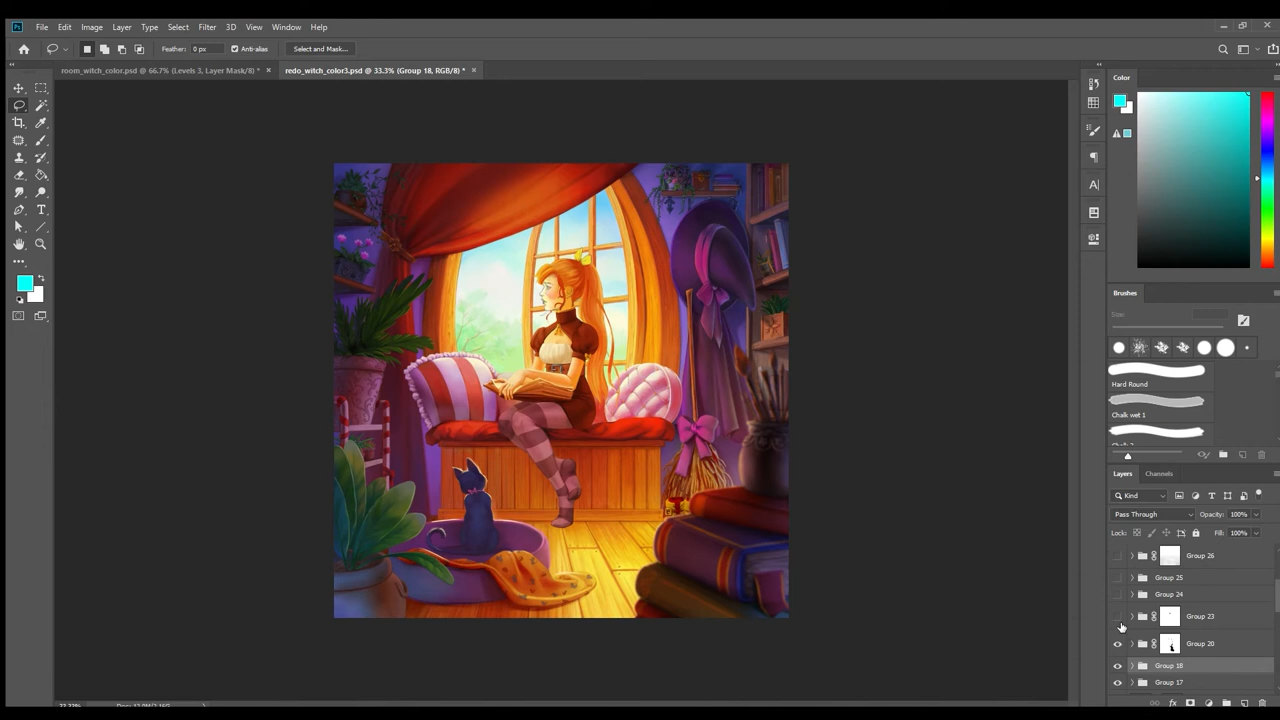 Ps File Edit Image Layer Type Select Filter 3D View Window Help
Feather: 0 px Anti-alias Select and Mask...
room_witch_color.psd @ 66.7% (Levels 3, Layer Mask/8) * × redo_witch_color3.psd @ 33.3% (Group 18, RGB/8) * ×
Color
Brushes
Size:
Hard Round
Chalk wet 1
Layers Channels
Kind
Pass Through Opacity: 100%
Lock: Fill: 100%
Group 26
Group 25
Group 24
Group 23
Group 20
Group 18
Group 17